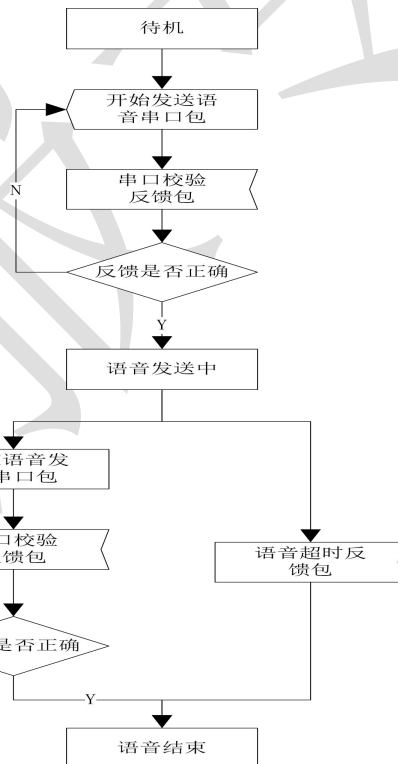 待机
开始发送语
音串口包
串口校验
反馈包
N
反馈是否正确
Y
语音发送中
语音发
串口包
口校验
馈包
语音超时反
馈包
是否正确
Y
语音结束